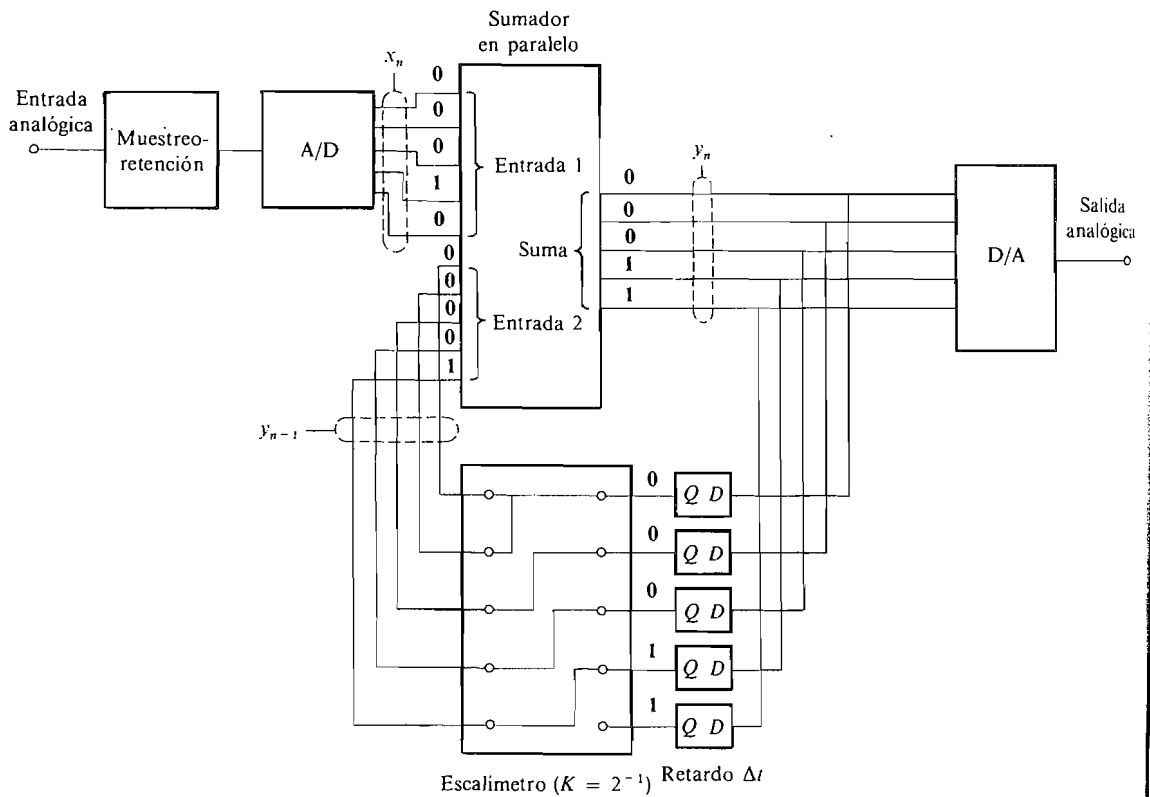 Sumador
en paralelo
x_n
Entrada
analógica
Muestreo-
retención
A/D
0
0
0
1
0
Entrada 1
0
0
0
0
1
Entrada 2
Suma
0
0
0
1
1
y_n
D/A
Salida
analógica
y_{n-1}
0
Q D
0
Q D
0
Q D
1
Q D
1
Q D
Escalímetro (K = 2^{-1})
Retardo Δt